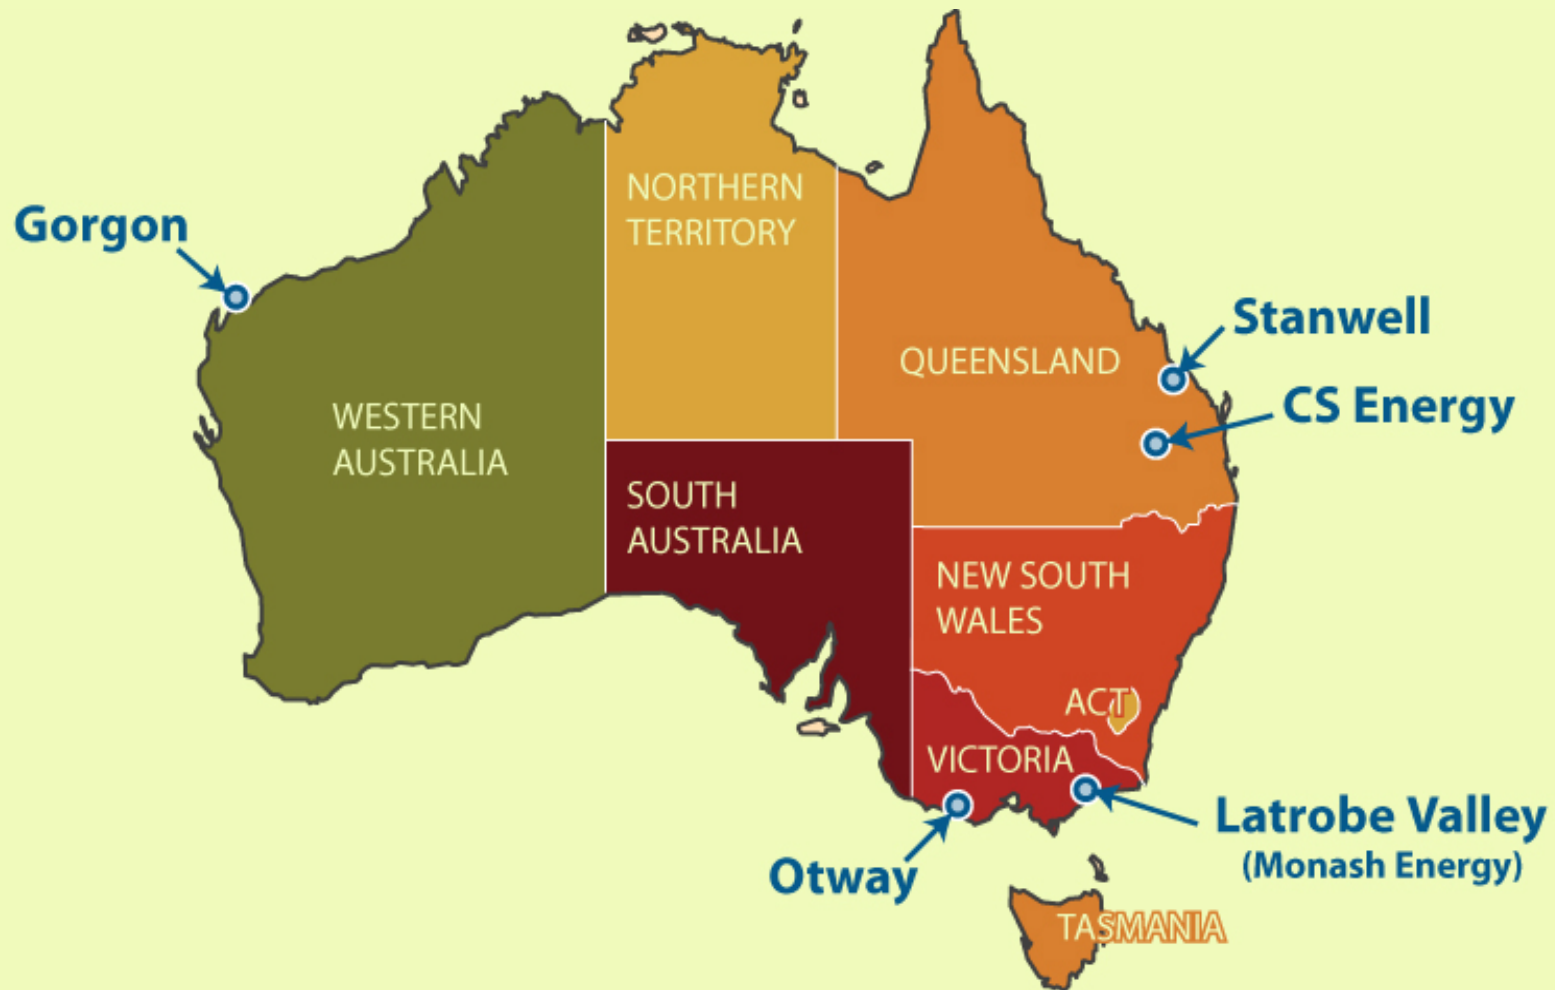 NORTHERN
TERRITORY
Gorgon
Stanwell
QUEENSLAND
CS Energy
WESTERN
AUSTRALIA
SOUTH
AUSTRALIA
NEW SOUTH
WALES
ACT
VICTORIA
Latrobe Valley
(Monash Energy)
Otway
TASMANIA